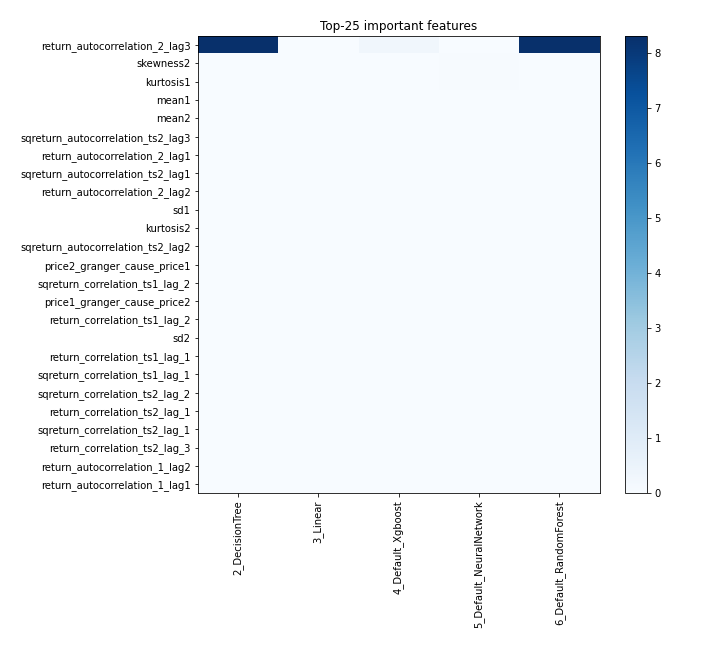 Top-25 important features
return_autocorrelation_2_lag3
skewness2
kurtosis1
mean1
mean2
sqreturn_autocorrelation_ts2_lag3
return_autocorrelation_2_lag1
sqreturn_autocorrelation_ts2_lag1
return_autocorrelation_2_lag2
sd1
kurtosis2
sqreturn_autocorrelation_ts2_lag2
price2_granger_cause_price1
sqreturn_correlation_ts1_lag_2
price1_granger_cause_price2
return_correlation_ts1_lag_2
sd2
return_correlation_ts1_lag_1
sqreturn_correlation_ts1_lag_1
sqreturn_correlation_ts2_lag_2
return_correlation_ts2_lag_1
sqreturn_correlation_ts2_lag_1
return_correlation_ts2_lag_3
return_autocorrelation_1_lag2
return_autocorrelation_1_lag1
2_DecisionTree
3_Linear
4_Default_Xgboost
5_Default_NeuralNetwork
6_Default_RandomForest
8
7
6
5
4
3
2
1
0